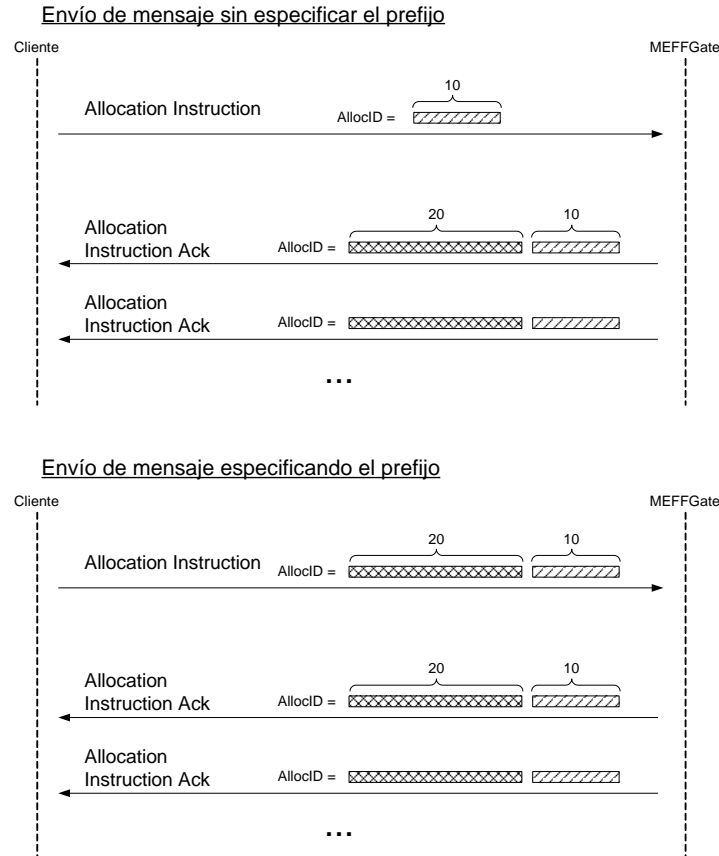 Envío de mensaje sin especificar el prefijo
Cliente
MEFFGate
10
Allocation Instruction
AllocID =
20
10
Allocation
Instruction Ack
AllocID =
Allocation
Instruction Ack
AllocID =
...
Envío de mensaje especificando el prefijo
Cliente
MEFFGate
20
10
Allocation Instruction
AllocID =
20
10
Allocation
Instruction Ack
AllocID =
Allocation
Instruction Ack
AllocID =
...